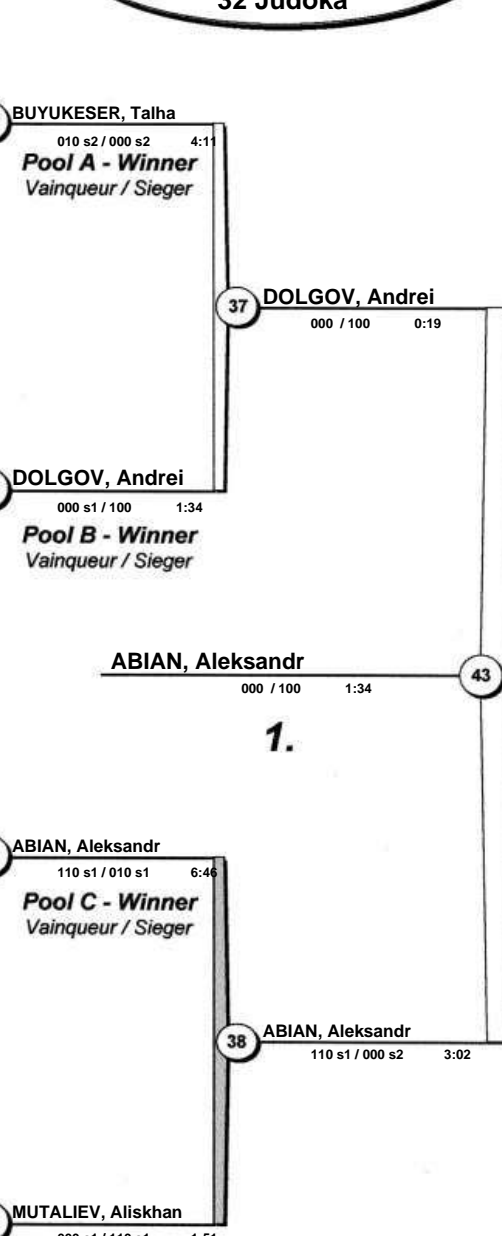 32 Judoka
BUYUKESER, Talha
010 s2 / 000 s2 4:11
Pool A - Winner
Vainqueur / Sieger
37
DOLGOV, Andrei
000 / 100 0:19
DOLGOV, Andrei
000 s1 / 100 1:34
Pool B - Winner
Vainqueur / Sieger
ABIAN, Aleksandr
000 / 100 1:34
43
1.
ABIAN, Aleksandr
110 s1 / 010 s1 6:46
Pool C - Winner
Vainqueur / Sieger
38
ABIAN, Aleksandr
110 s1 / 000 s2 3:02
MUTALIEV, Aliskhan